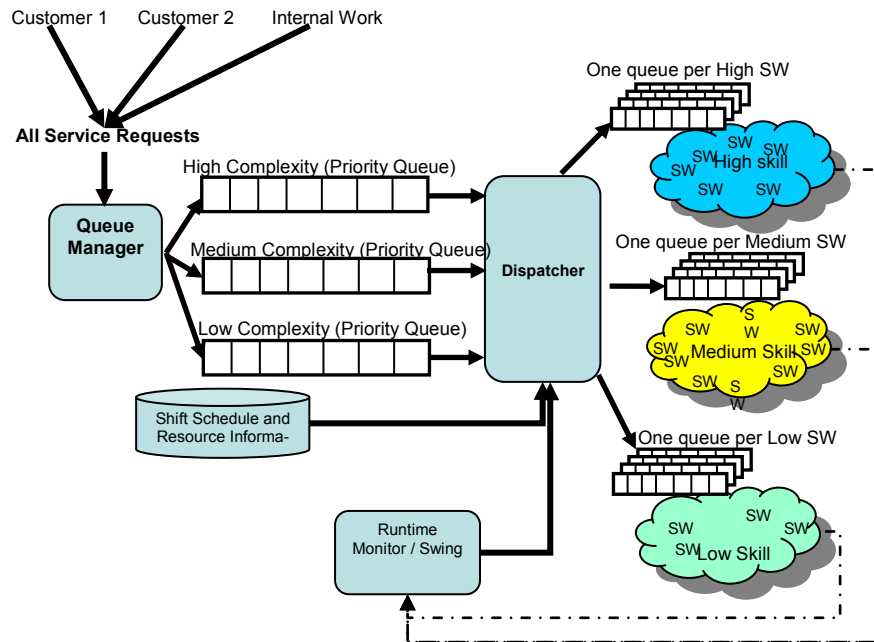 Customer 1
Customer 2
Internal Work
All Service Requests
Queue
Manager
High Complexity (Priority Queue)
Medium Complexity (Priority Queue)
Low Complexity (Priority Queue)
Shift Schedule and
Resource Informa-
Runtime
Monitor / Swing
Dispatcher
One queue per High SW
SW
SW
SW
SW
SW
High skill
SW
SW
SW
One queue per Medium SW
S
W
SW
SW
SW
Medium Skill
SW
SW
SW
SW
S
W
One queue per Low SW
SW
SW
SW
SW
Low Skill